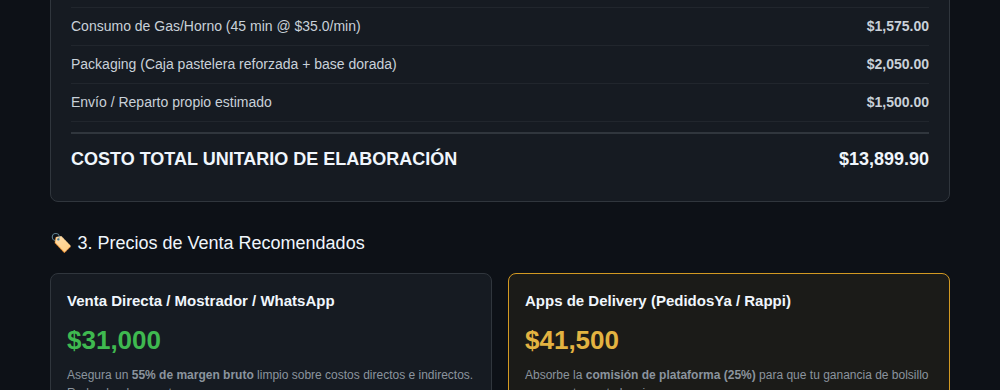 Consumo de Gas/Horno (45 min @ $35.0/min) $1,575.00
Packaging (Caja pastelera reforzada + base dorada) $2,050.00
Envío / Reparto propio estimado $1,500.00
COSTO TOTAL UNITARIO DE ELABORACIÓN $13,899.90
🏷️ 3. Precios de Venta Recomendados
Venta Directa / Mostrador / WhatsApp
$31,000
Asegura un 55% de margen bruto limpio sobre costos directos e indirectos.
Apps de Delivery (PedidosYa / Rappi)
$41,500
Absorbe la comisión de plataforma (25%) para que tu ganancia de bolsillo